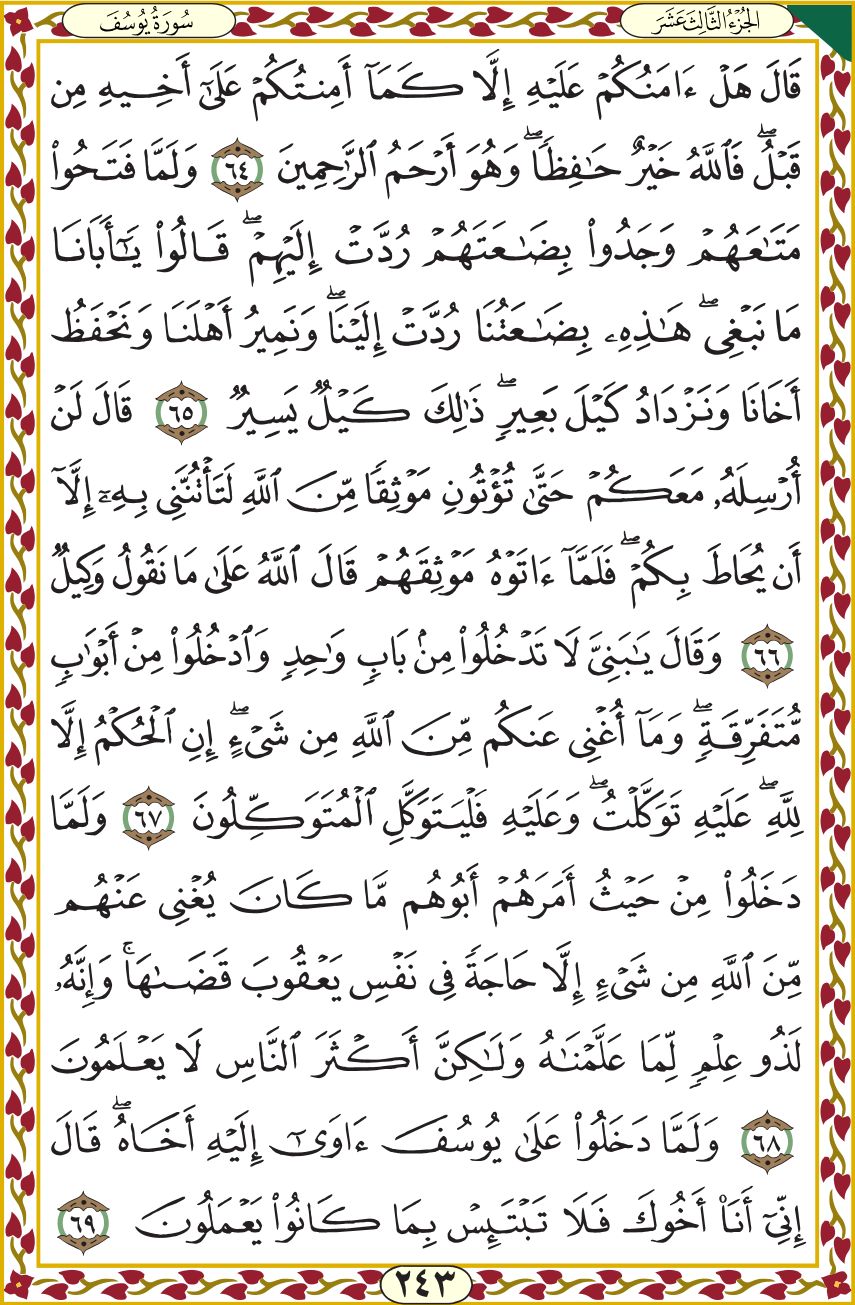 الجُزْءُ الثَّالِثَ عَشَرَ
سُورَةُ يُوسُفَ
قَالَ هَلْ ءَامَنُكُمْ عَلَيْهِ إِلَّا كَمَآ أَمِنتُكُمْ عَلَىٰٓ أَخِيهِ مِن
قَبْلُۖ فَٱللَّهُ خَيْرٌ حَـٰفِظًاۖ وَهُوَ أَرْحَمُ ٱلرَّٰحِمِينَ ٦٤ وَلَمَّا فَتَحُوا۟
مَتَـٰعَهُمْ وَجَدُوا۟ بِضَـٰعَتَهُمْ رُدَّتْ إِلَيْهِمْۖ قَالُوا۟ يَـٰٓأَبَانَا
مَا نَبْغِىۖ هَـٰذِهِۦ بِضَـٰعَتُنَا رُدَّتْ إِلَيْنَاۖ وَنَمِيرُ أَهْلَنَا وَنَحْفَظُ
أَخَانَا وَنَزْدَادُ كَيْلَ بَعِيرٍۖ ذَٰلِكَ كَيْلٌ يَسِيرٌ ٦٥ قَالَ لَنْ
أُرْسِلَهُۥ مَعَكُمْ حَتَّىٰ تُؤْتُونِ مَوْثِقًا مِّنَ ٱللَّهِ لَتَأْتُنَّنِى بِهِۦٓ إِلَّآ
أَن يُحَاطَ بِكُمْۖ فَلَمَّآ ءَاتَوْهُ مَوْثِقَهُمْ قَالَ ٱللَّهُ عَلَىٰ مَا نَقُولُ وَكِيلٌ
٦٦ وَقَالَ يَـٰبَنِىَّ لَا تَدْخُلُوا۟ مِنۢ بَابٍ وَٰحِدٍ وَٱدْخُلُوا۟ مِنْ أَبْوَٰبٍ
مُّتَفَرِّقَةٍۖ وَمَآ أُغْنِى عَنكُم مِّنَ ٱللَّهِ مِن شَىْءٍۖ إِنِ ٱلْحُكْمُ إِلَّا
لِلَّهِۖ عَلَيْهِ تَوَكَّلْتُۖ وَعَلَيْهِ فَلْيَتَوَكَّلِ ٱلْمُتَوَكِّلُونَ ٦٧ وَلَمَّا
دَخَلُوا۟ مِنْ حَيْثُ أَمَرَهُمْ أَبُوهُم مَّا كَانَ يُغْنِى عَنْهُم
مِّنَ ٱللَّهِ مِن شَىْءٍ إِلَّا حَاجَةً فِى نَفْسِ يَعْقُوبَ قَضَىٰهَاۚ وَإِنَّهُۥ
لَذُو عِلْمٍ لِّمَا عَلَّمْنَـٰهُ وَلَـٰكِنَّ أَكْثَرَ ٱلنَّاسِ لَا يَعْلَمُونَ
٦٨ وَلَمَّا دَخَلُوا۟ عَلَىٰ يُوسُفَ ءَاوَىٰٓ إِلَيْهِ أَخَاهُۖ قَالَ
إِنِّىٓ أَنَا۠ أَخُوكَ فَلَا تَبْتَئِسْ بِمَا كَانُوا۟ يَعْمَلُونَ ٦٩
٢٤٣